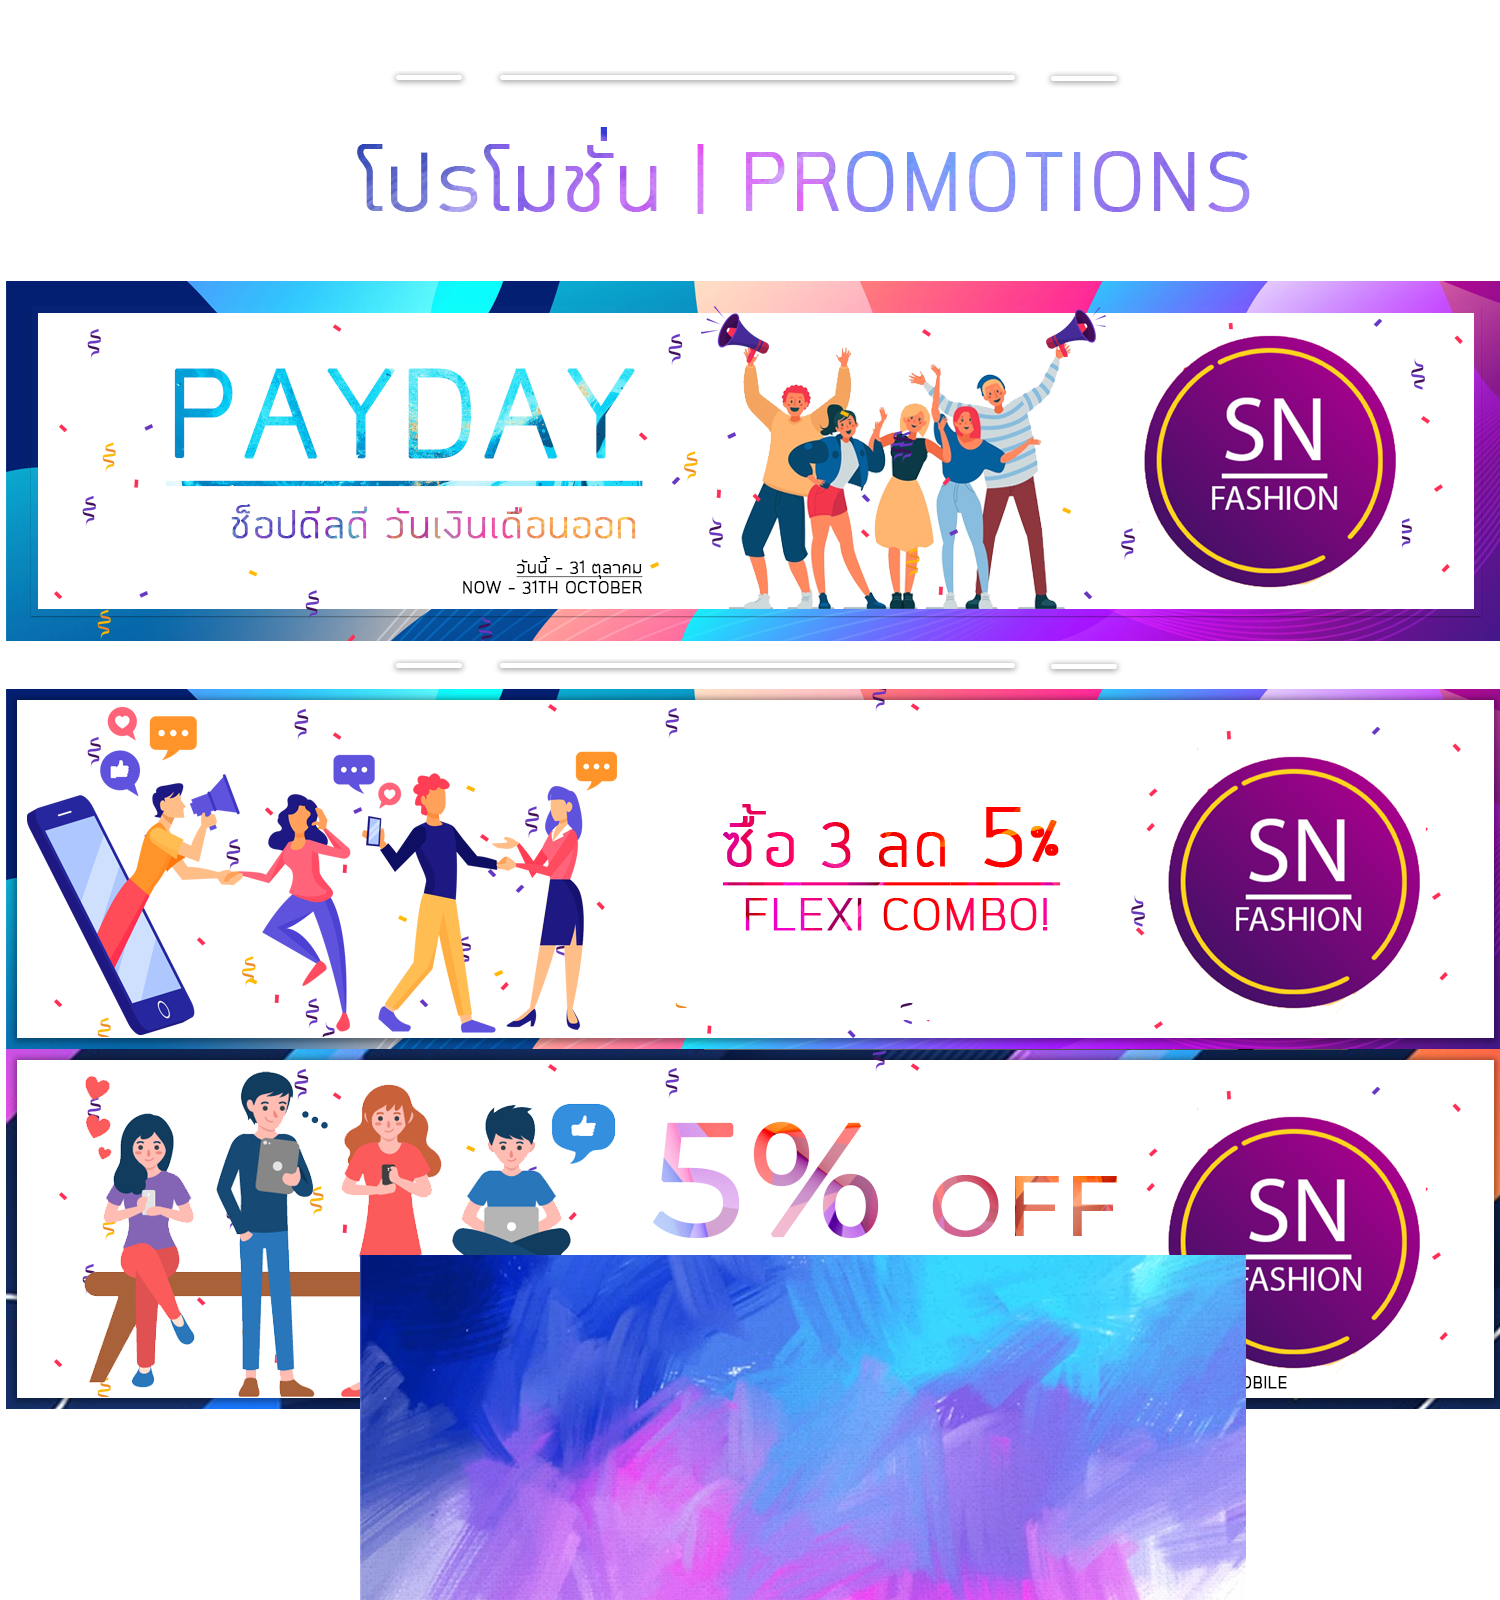 โปรโมชั่น | PROMOTIONS
PAYDAY
ช็อปดีลดี วันเงินเดือนออก
วันนี้ - 31 ตุลาคม
NOW - 31TH OCTOBER
SN
FASHION
ซื้อ 3 ลด 5%
FLEXI COMBO!
SN
FASHION
5% OFF
SN
FASHION